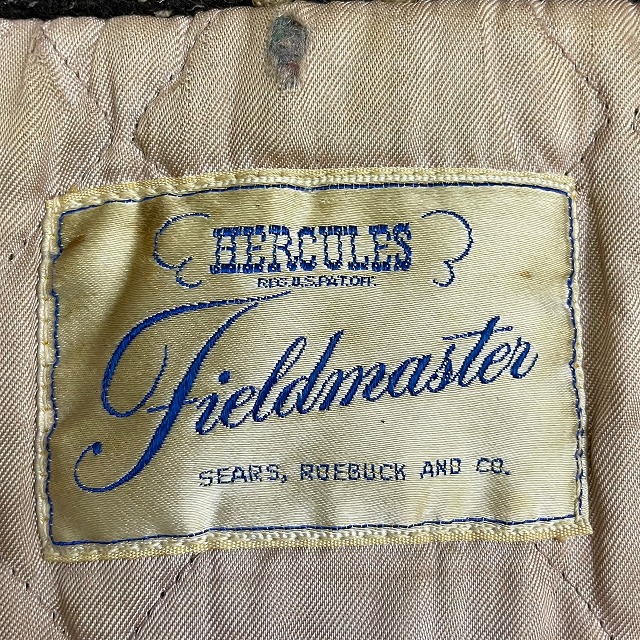 HERCULES
REG.U.S.PAT.OFF.
Fieldmaster
SEARS, ROEBUCK AND CO.